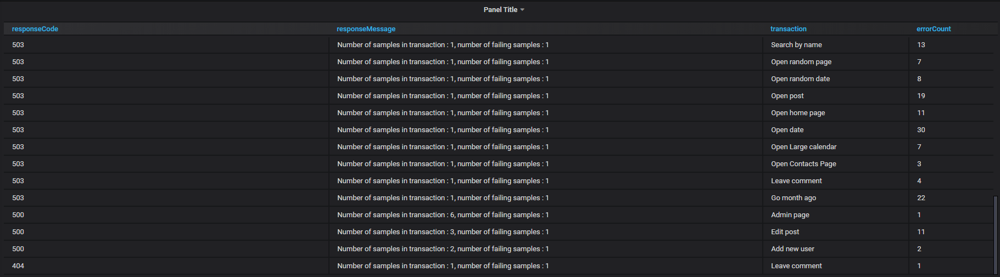 Panel Title
responseCode responseMessage transaction errorCount
503 Number of samples in transaction : 1, number of failing samples : 1 Search by name 13
503 Number of samples in transaction : 1, number of failing samples : 1 Open random page 7
503 Number of samples in transaction : 1, number of failing samples : 1 Open random date 8
503 Number of samples in transaction : 1, number of failing samples : 1 Open post 19
503 Number of samples in transaction : 1, number of failing samples : 1 Open home page 11
503 Number of samples in transaction : 1, number of failing samples : 1 Open date 30
503 Number of samples in transaction : 1, number of failing samples : 1 Open Large calendar 7
503 Number of samples in transaction : 1, number of failing samples : 1 Open Contacts Page 3
503 Number of samples in transaction : 1, number of failing samples : 1 Leave comment 4
503 Number of samples in transaction : 1, number of failing samples : 1 Go month ago 22
500 Number of samples in transaction : 6, number of failing samples : 1 Admin page 1
500 Number of samples in transaction : 3, number of failing samples : 1 Edit post 11
500 Number of samples in transaction : 2, number of failing samples : 1 Add new user 2
404 Number of samples in transaction : 1, number of failing samples : 1 Leave comment 1